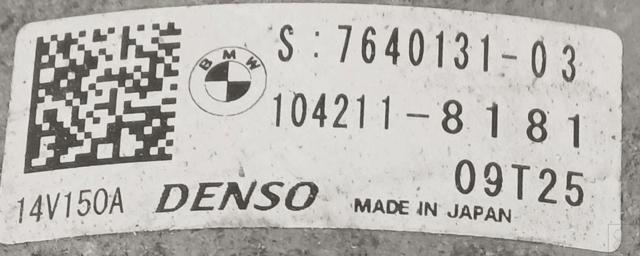 BMW
S:7640131-03
104211-8181
09T25
14V150A DENSO MADE IN JAPAN